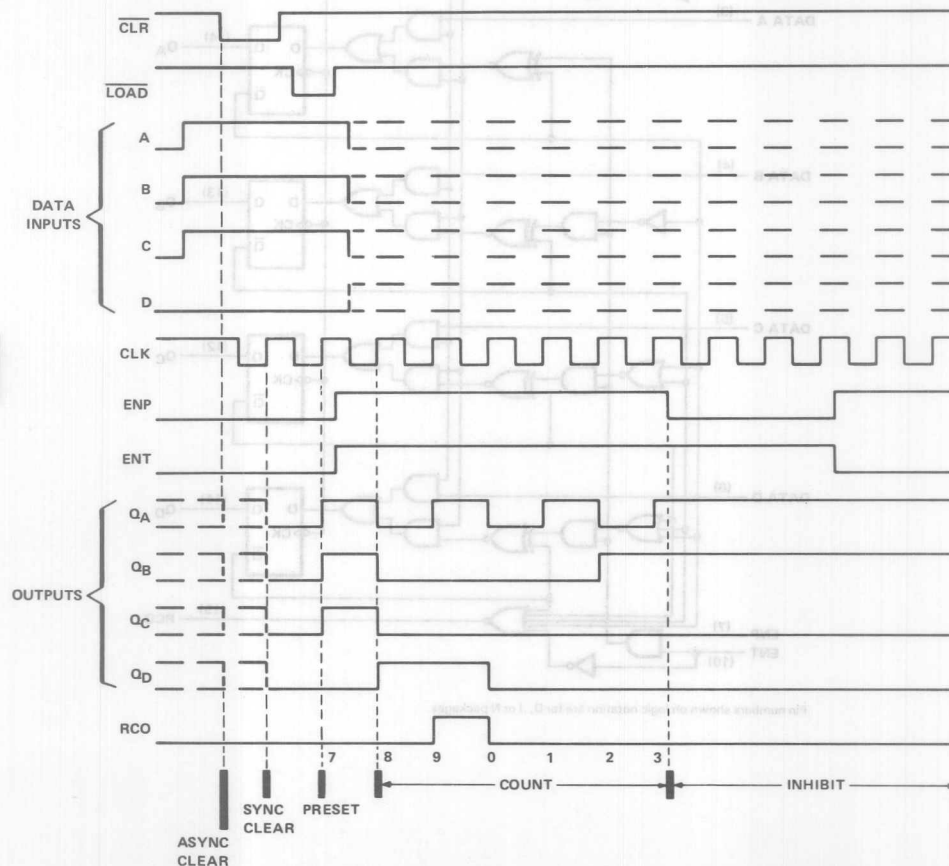 CLR
LOAD
A
B
DATA
INPUTS
C
D
CLK
ENP
ENT
QA
QB
OUTPUTS
QC
QD
RCO
7 8 9 0 1 2 3
COUNT
INHIBIT
SYNC
CLEAR
PRESET
ASYNC
CLEAR